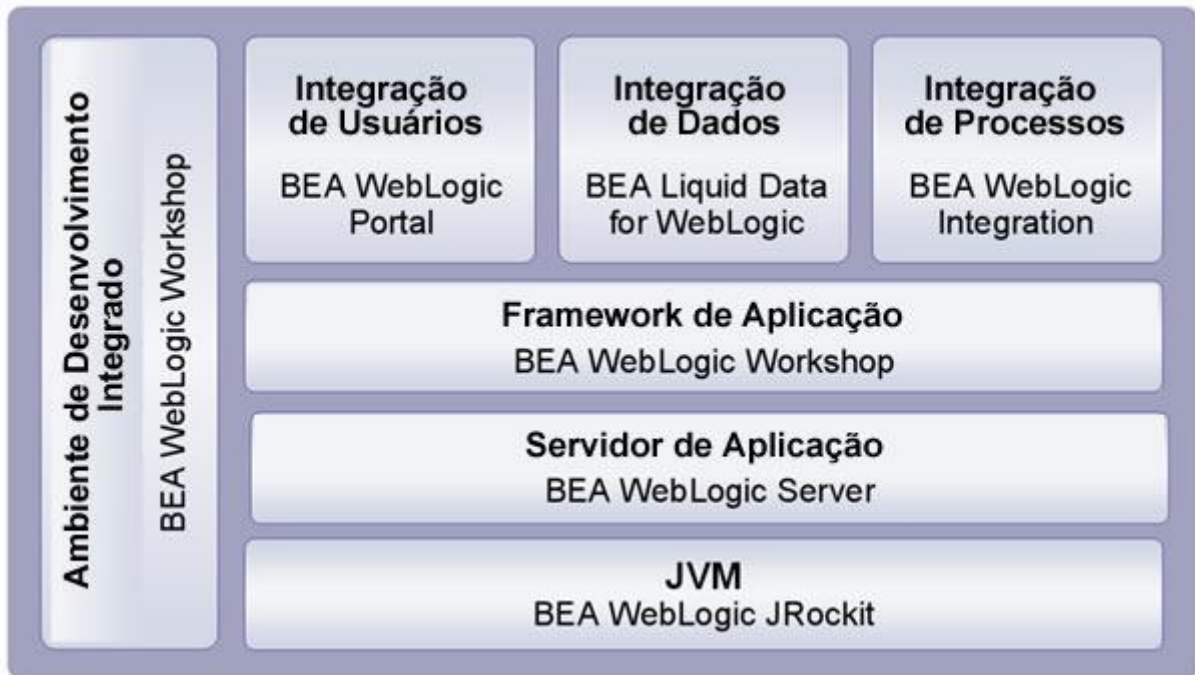 Ambiente de Desenvolvimento
Integrado
BEA WebLogic Workshop
Integração
de Usuários
BEA WebLogic
Portal
Integração
de Dados
BEA Liquid Data
for WebLogic
Integração
de Processos
BEA WebLogic
Integration
Framework de Aplicação
BEA WebLogic Workshop
Servidor de Aplicação
BEA WebLogic Server
JVM
BEA WebLogic JRockit